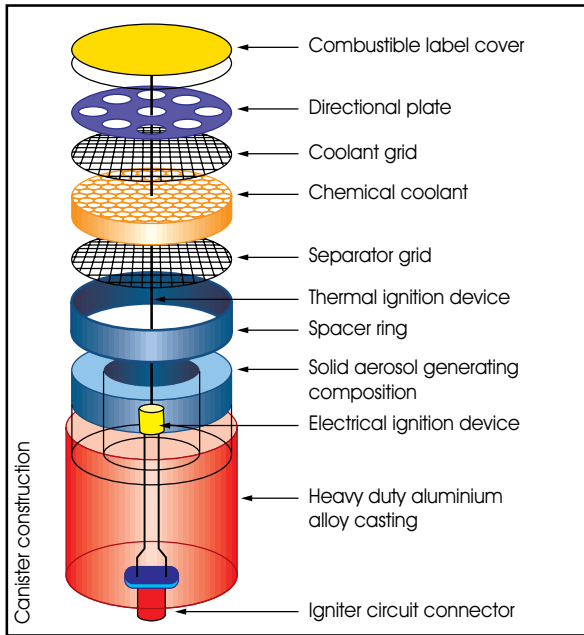 Combustible label cover
Directional plate
Coolant grid
Chemical coolant
Separator grid
Thermal ignition device
Spacer ring
Solid aerosol generating
composition
Electrical ignition device
Heavy duty aluminium
alloy casting
Igniter circuit connector
Canister construction